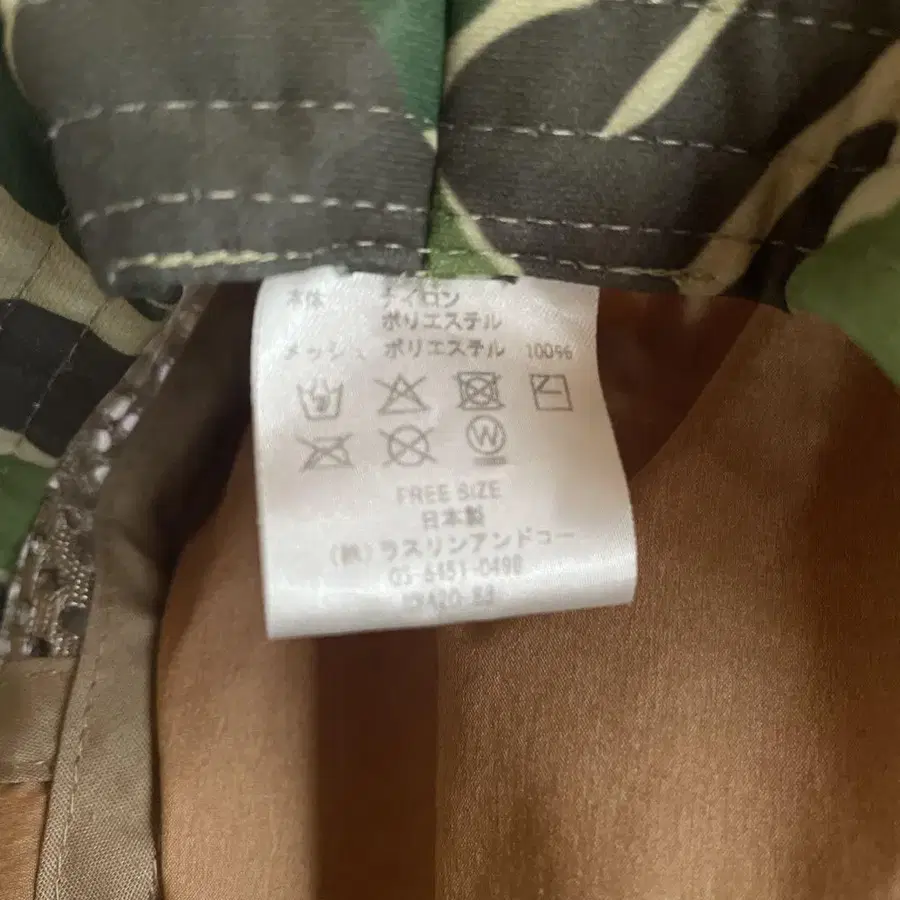 本体 ナイロン
ポリエステル
メッシュ ポリエステル 100%
W
FREE SIZE
日本製
(株)ラスリンアンドコー
03-6451-0490